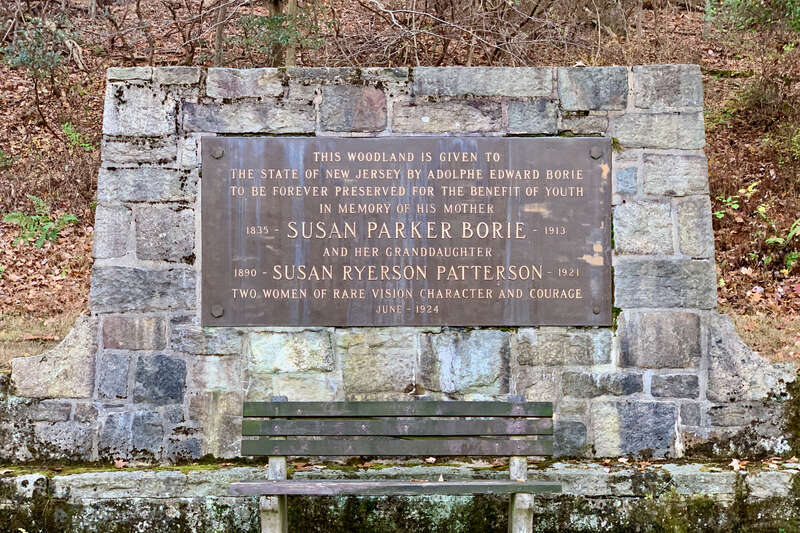 THIS WOODLAND IS GIVEN TO
THE STATE OF NEW JERSEY BY ADOLPHE EDWARD BORIE
TO BE FOREVER PRESERVED FOR THE BENEFIT OF YOUTH
IN MEMORY OF HIS MOTHER
1835 - SUSAN PARKER BORIE - 1913
AND HER GRANDDAUGHTER
1890 - SUSAN RYERSON PATTERSON - 1921
TWO WOMEN OF RARE VISION CHARACTER AND COURAGE
JUNE - 1924